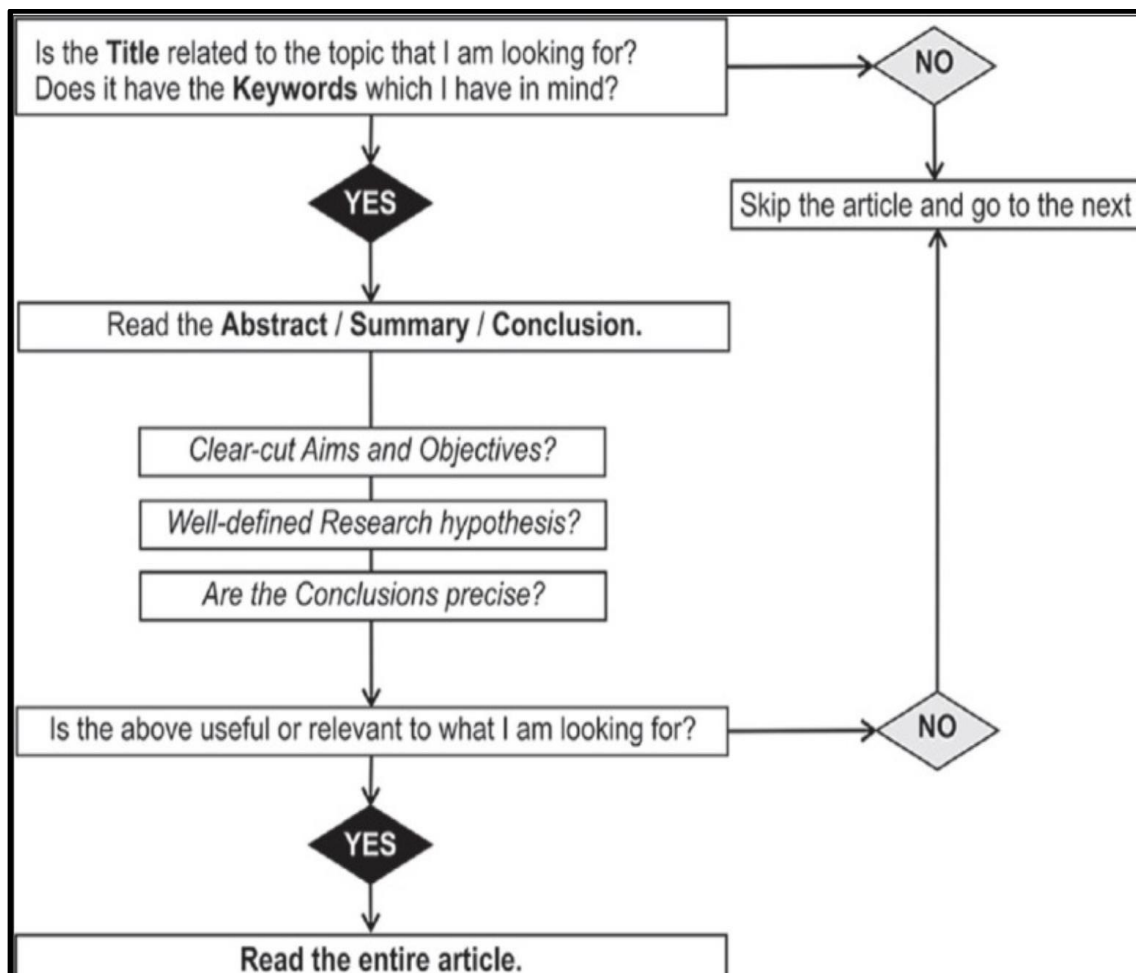 Is the Title related to the topic that I am looking for?
Does it have the Keywords which I have in mind?
NO
YES
Skip the article and go to the next
Read the Abstract / Summary / Conclusion.
Clear-cut Aims and Objectives?
Well-defined Research hypothesis?
Are the Conclusions precise?
Is the above useful or relevant to what I am looking for?
NO
YES
Read the entire article.